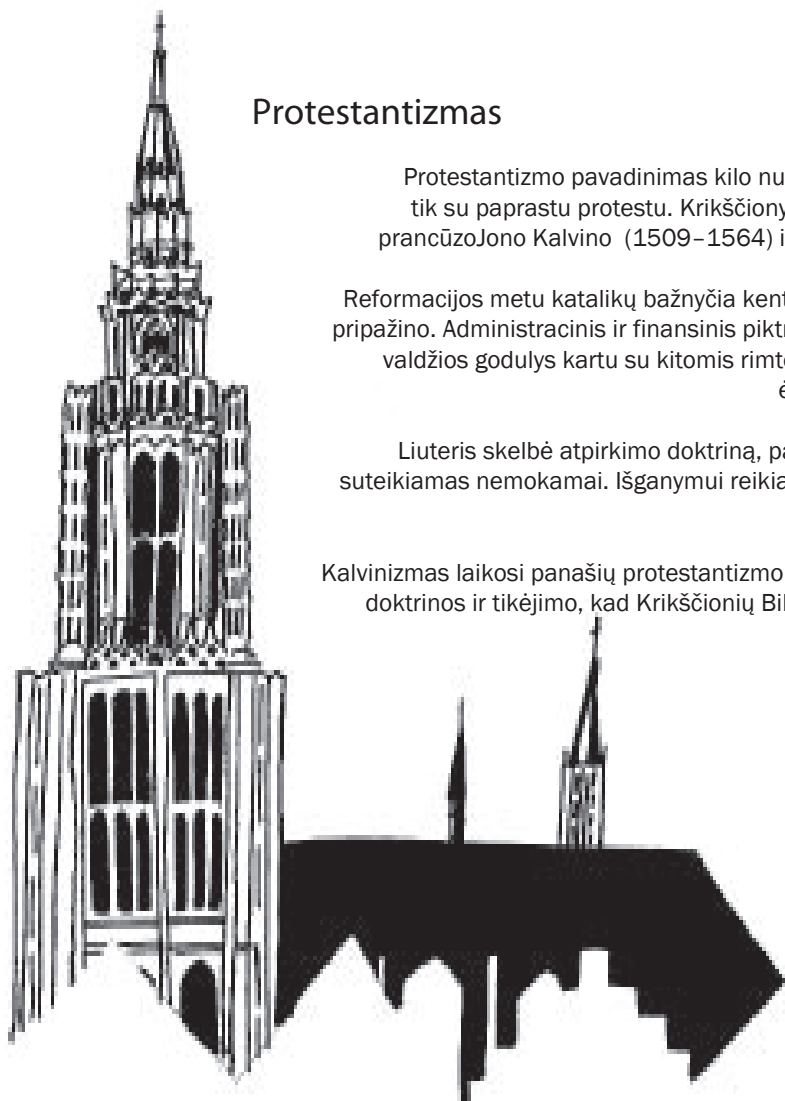 Protestantizmas
Protestantizmo pavadinimas kilo nu
tik su paprastu protestu. Krikščiony
prancūzoJono Kalvino (1509–1564) i
Reformacijos metu katalikų bažnyčia kent
pripažino. Administracinis ir finansinis pikt
valdžios godulys kartu su kitomis rimt
ė
Liuteris skelbė atpirkimo doktriną, pa
suteikiamas nemokamai. Išganymui reikia
Kalvinizmas laikosi panašių protestantizmo
doktrinos ir tikėjimo, kad Krikščionių Bi